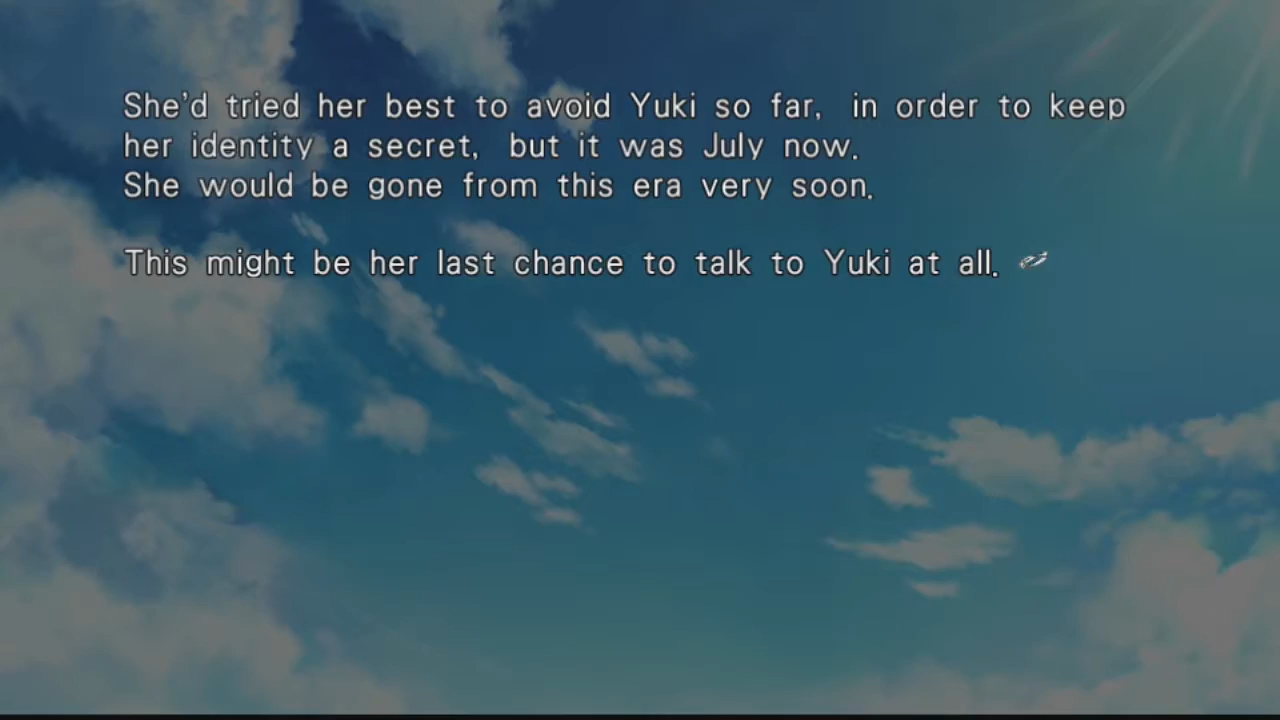 She'd tried her best to avoid Yuki so far, in order to keep
her identity a secret, but it was July now.
She would be gone from this era very soon.
This might be her last chance to talk to Yuki at all.